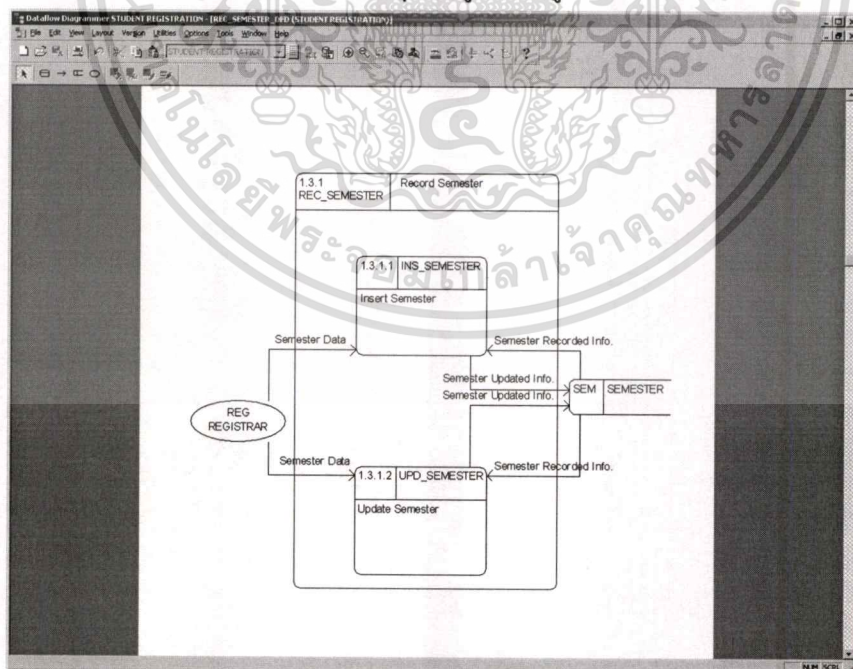 Dataflow Diagrammer STUDENT REGISTRATION - [REC_SEMESTER_DFD (STUDENT REGISTRATION)]
File Edit View Layout Version Utilities Options Tools Window Help
STUDENT REGISTRATION
1.3.1
REC_SEMESTER
Record Semester
1.3.1.1 INS_SEMESTER
Insert Semester
Semester Data
Semester Recorded Info.
Semester Updated Info.
Semester Updated Info.
SEM SEMESTER
REG
REGISTRAR
Semester Data
Semester Recorded Info.
1.3.1.2 UPD_SEMESTER
Update Semester
NUM SCRL